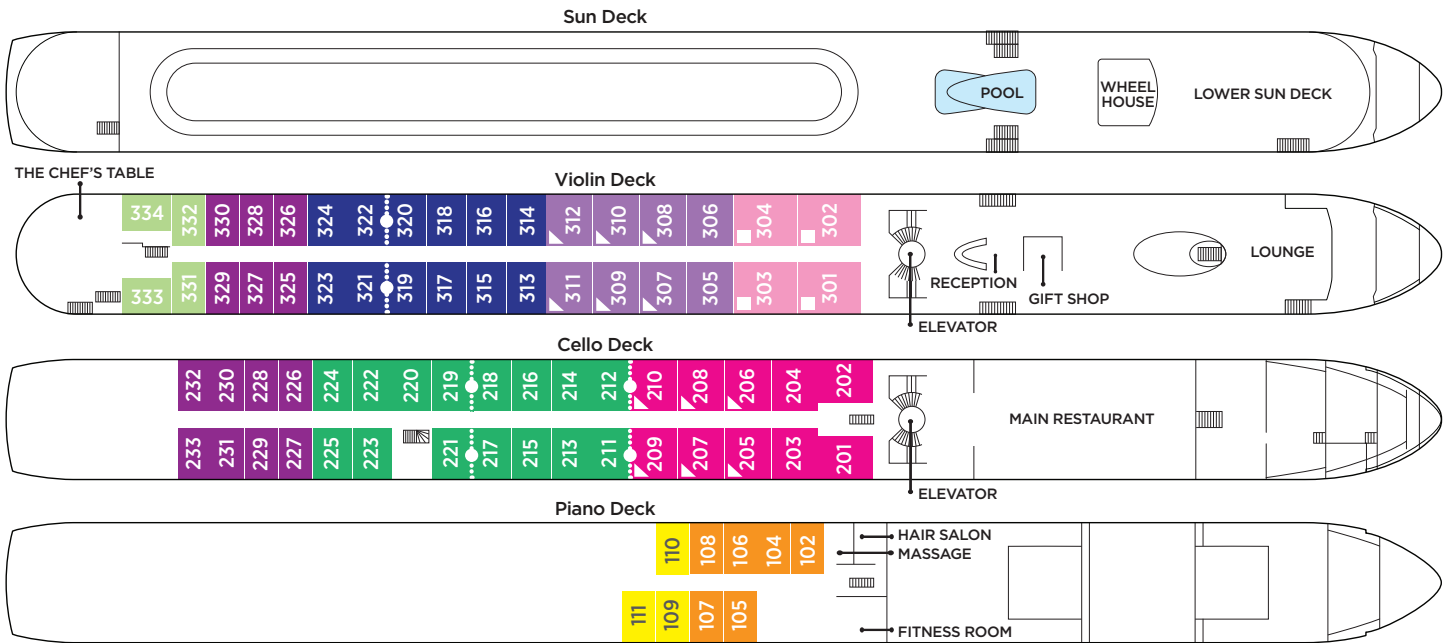 Sun Deck
POOL
WHEEL
HOUSE
LOWER SUN DECK
THE CHEF'S TABLE
Violin Deck
334 332 330 328 326 324 322 320 318 316 314 312 310 308 306 304 302
333 331 329 327 325 323 321 319 317 315 313 311 309 307 305 303 301
RECEPTION
GIFT SHOP
LOUNGE
ELEVATOR
Cello Deck
232 230 228 226 224 222 220 219 218 216 214 212 210 208 206 204 202
233 231 229 227 225 223 221 217 215 213 211 209 207 205 203 201
MAIN RESTAURANT
ELEVATOR
Piano Deck
110 108 106 104 102
111 109 107 105
HAIR SALON
MASSAGE
FITNESS ROOM